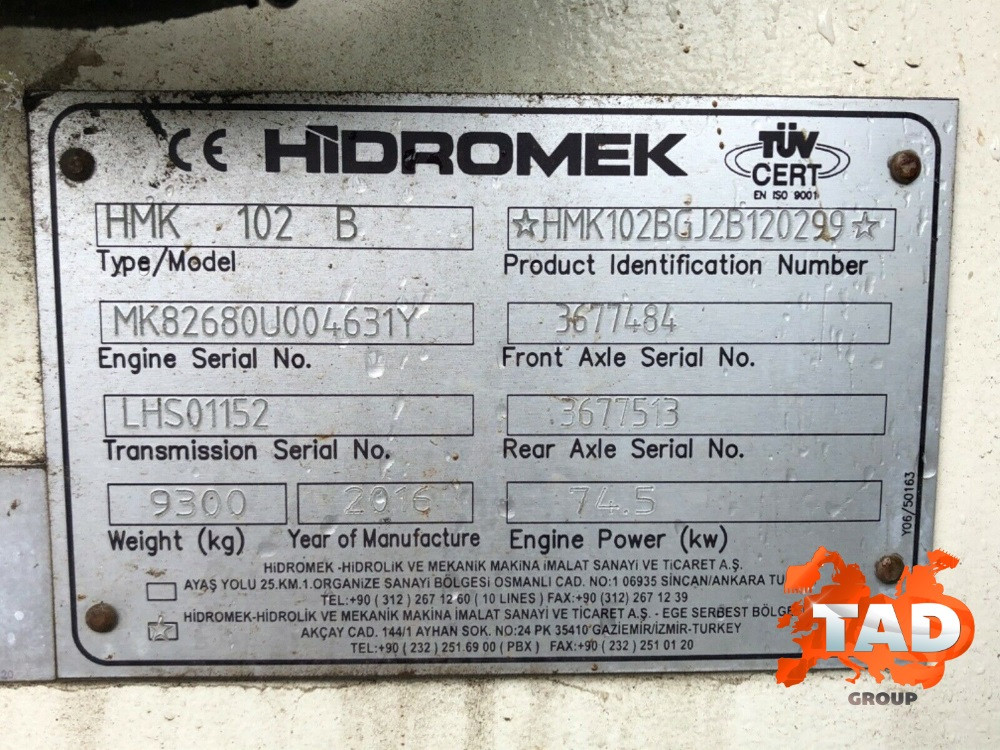 CE HİDROMEK
TÜV
CERT
EN ISO 9001
HMK 102 B
☆HMK102BGJ2B120299☆
Type/Model
Product Identification Number
MK82680U004631Y
3677484
Engine Serial No.
Front Axle Serial No.
LHS01152
3677513
Transmission Serial No.
Rear Axle Serial No.
9300
2016
74.5
Weight (kg)
Year of Manufacture
Engine Power (kw)
Y06/50163
HİDROMEK -HİDROLİK VE MEKANİK MAKİNA İMALAT SANAYİ VE TİCARET A.Ş.
AYAŞ YOLU 25.KM.1.ORGANİZE SANAYİ BÖLGESİ OSMANLI CAD. NO:1 06935 SİNCAN/ANKARA TU
TEL:+90 ( 312 ) 267 12 60 ( 10 LINES ) FAX:+90 (312) 267 12 39
HİDROMEK-HİDROLİK VE MEKANİK MAKİNA İMALAT SANAYİ VE TİCARET A.Ş. - EGE SERBEST BÖLGE
AKÇAY CAD. 144/1 AYHAN SOK. NO:24 PK 35410 GAZİEMİR/İZMİR-TURKEY
TEL:+90 ( 232 ) 251 69 00 ( PBX ) FAX:+90 ( 232 ) 251 01 20
TAD
GROUP